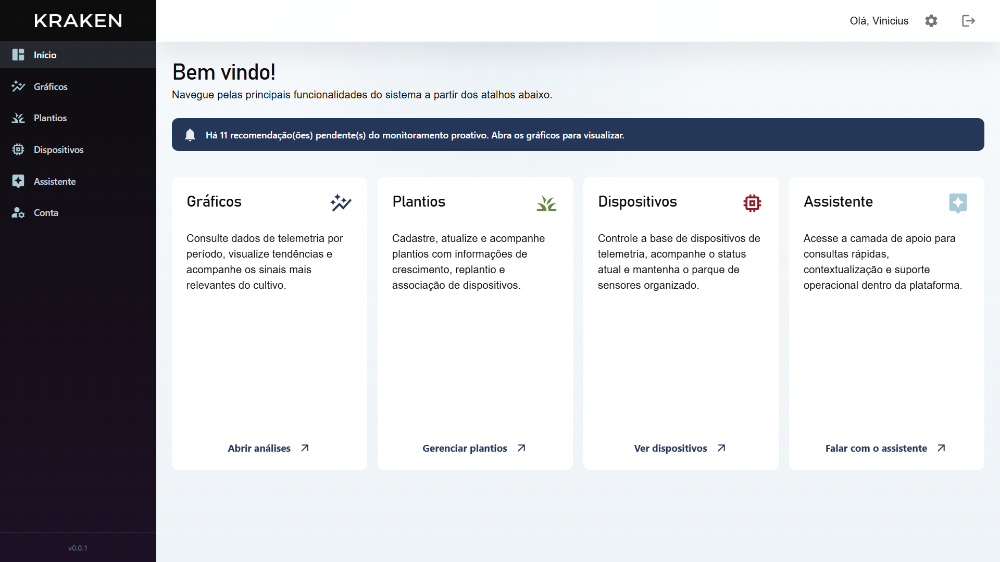 KRAKEN
Olá, Vinicius
Início
Gráficos
Plantios
Dispositivos
Assistente
Conta
v0.0.1
Bem vindo!
Navegue pelas principais funcionalidades do sistema a partir dos atalhos abaixo.
Há 11 recomendação(ões) pendente(s) do monitoramento proativo. Abra os gráficos para visualizar.
Gráficos
Consulte dados de telemetria por
período, visualize tendências e
acompanhe os sinais mais
relevantes do cultivo.
Abrir análises
Plantios
Cadastre, atualize e acompanhe
plantios com informações de
crescimento, replantio e
associação de dispositivos.
Gerenciar plantios
Dispositivos
Controle a base de dispositivos de
telemetria, acompanhe o status
atual e mantenha o parque de
sensores organizado.
Ver dispositivos
Assistente
Acesse a camada de apoio para
consultas rápidas,
contextualização e suporte
operacional dentro da plataforma.
Falar com o assistente